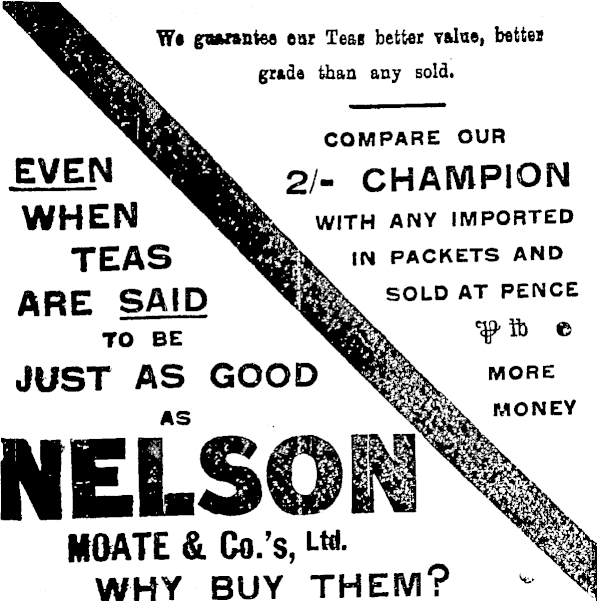 We guarantee our Teas better value, better
grade than any sold.
COMPARE OUR
2/- CHAMPION
WITH ANY IMPORTED
IN PACKETS AND
SOLD AT PENCE
℔
MORE
MONEY
EVEN
WHEN
TEAS
ARE SAID
TO BE
JUST AS GOOD
AS
NELSON
MOATE & Co.'s, Ltd.
WHY BUY THEM?